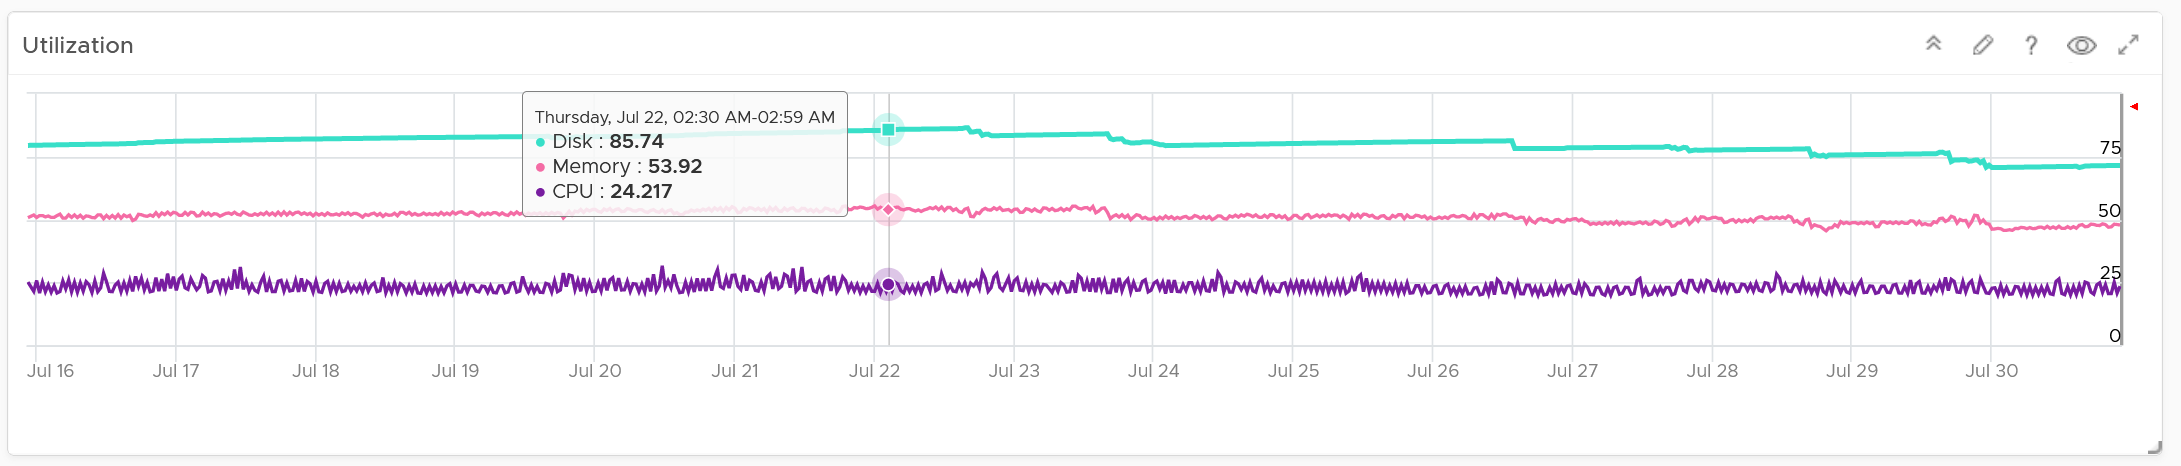 Utilization
?
Thursday, Jul 22, 02:30 AM-02:59 AM
Disk : 85.74
Memory : 53.92
CPU : 24.217
75
50
25
0
Jul 16 Jul 17 Jul 18 Jul 19 Jul 20 Jul 21 Jul 22 Jul 23 Jul 24 Jul 25 Jul 26 Jul 27 Jul 28 Jul 29 Jul 30